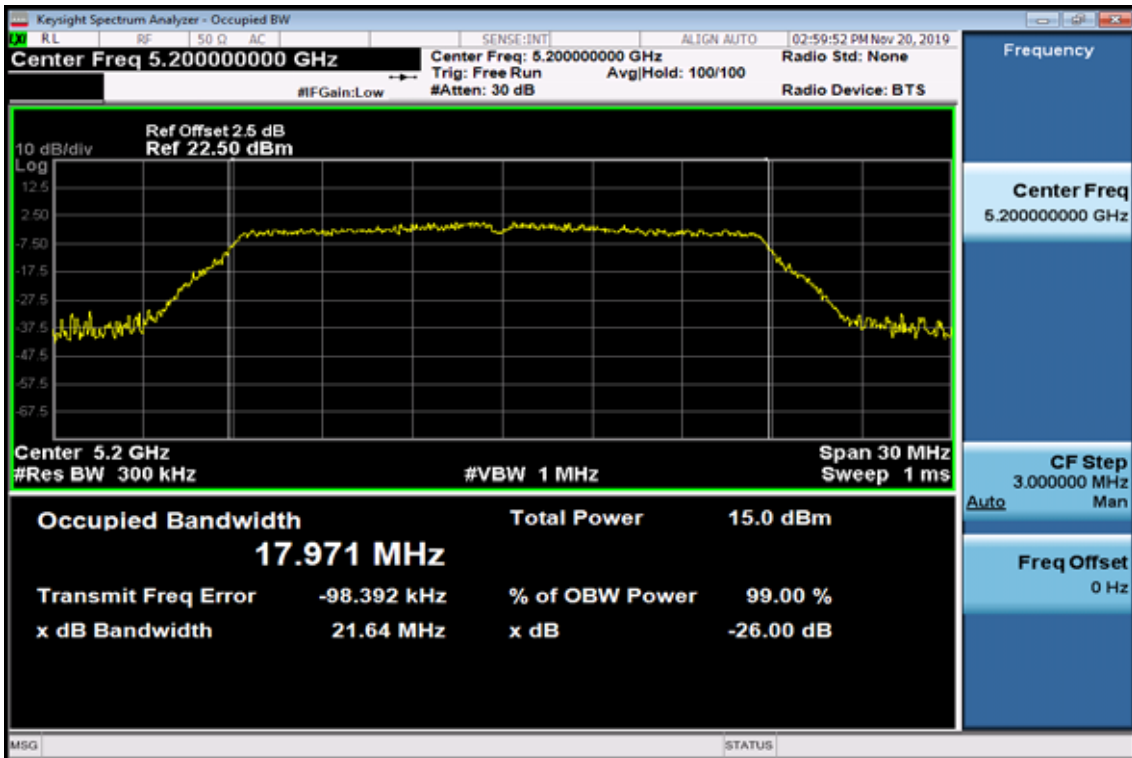 Keysight Spectrum Analyzer - Occupied BW
LXI RL RF 50 Ω AC SENSE:INT ALIGN AUTO 02:59:52 PM Nov 20, 2019
Center Freq 5.200000000 GHz
Center Freq: 5.200000000 GHz Radio Std: None
Trig: Free Run Avg|Hold: 100/100
#IFGain:Low #Atten: 30 dB Radio Device: BTS
Ref Offset 2.5 dB
10 dB/div Ref 22.50 dBm
Log
12.5
2.50
-7.50
-17.5
-27.5
-37.5
-47.5
-57.5
-67.5
Center 5.2 GHz Span 30 MHz
#Res BW 300 kHz #VBW 1 MHz Sweep 1 ms
Occupied Bandwidth Total Power 15.0 dBm
17.971 MHz
Transmit Freq Error -98.392 kHz % of OBW Power 99.00 %
x dB Bandwidth 21.64 MHz x dB -26.00 dB
MSG STATUS
Frequency
Center Freq
5.200000000 GHz
CF Step
3.000000 MHz
Auto Man
Freq Offset
0 Hz